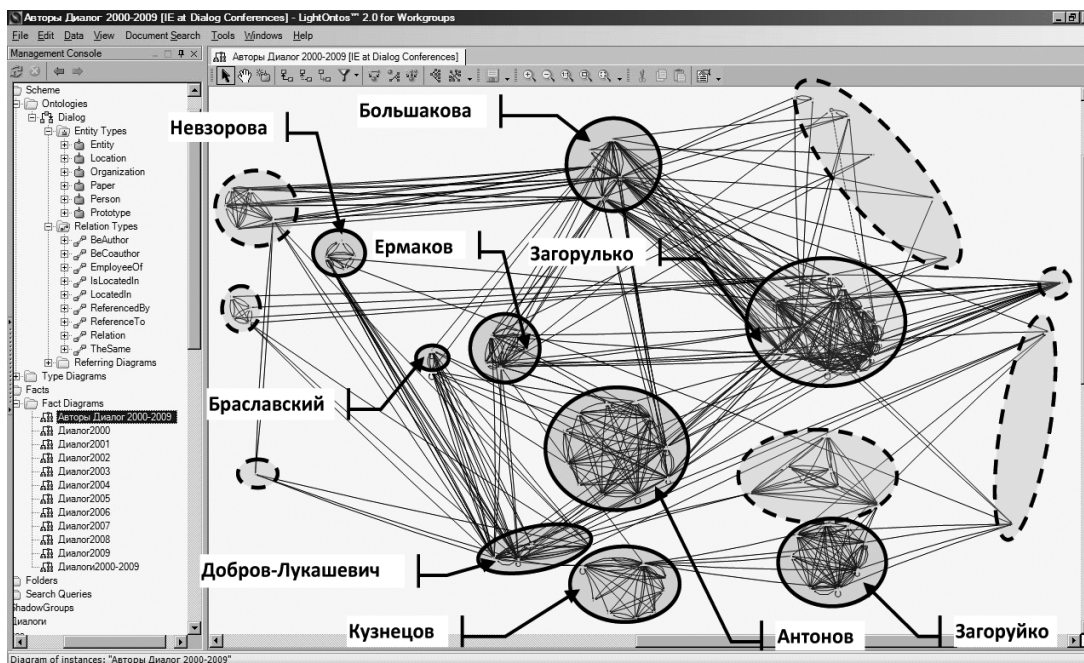 Авторы Диалог 2000-2009 [IE at Dialog Conferences] - LightOntos™ 2.0 for Workgroups
File Edit Data View Document Search Tools Windows Help
Management Console
Авторы Диалог 2000-2009 [IE at Dialog Conferences]
Scheme
Ontologies
Dialog
Entity Types
Entity
Location
Organization
Paper
Person
Prototype
Relation Types
BeAuthor
BeCoauthor
EmployeeOf
IsLocatedIn
LocatedIn
ReferencedBy
ReferenceTo
Relation
TheSame
Referring Diagrams
Type Diagrams
Facts
Fact Diagrams
Авторы Диалог 2000-2009
Диалог2000
Диалог2001
Диалог2002
Диалог2003
Диалог2004
Диалог2005
Диалог2006
Диалог2007
Диалог2008
Диалог2009
Диалоги2000-2009
Folders
Search Queries
ShadowGroups
Диалоги
Невзорова
Большакова
Ермаков
Загорулько
Браславский
Добров-Лукашевич
Кузнецов
Антонов
Загоруйко
Diagram of instances: "Авторы Диалог 2000-2009"